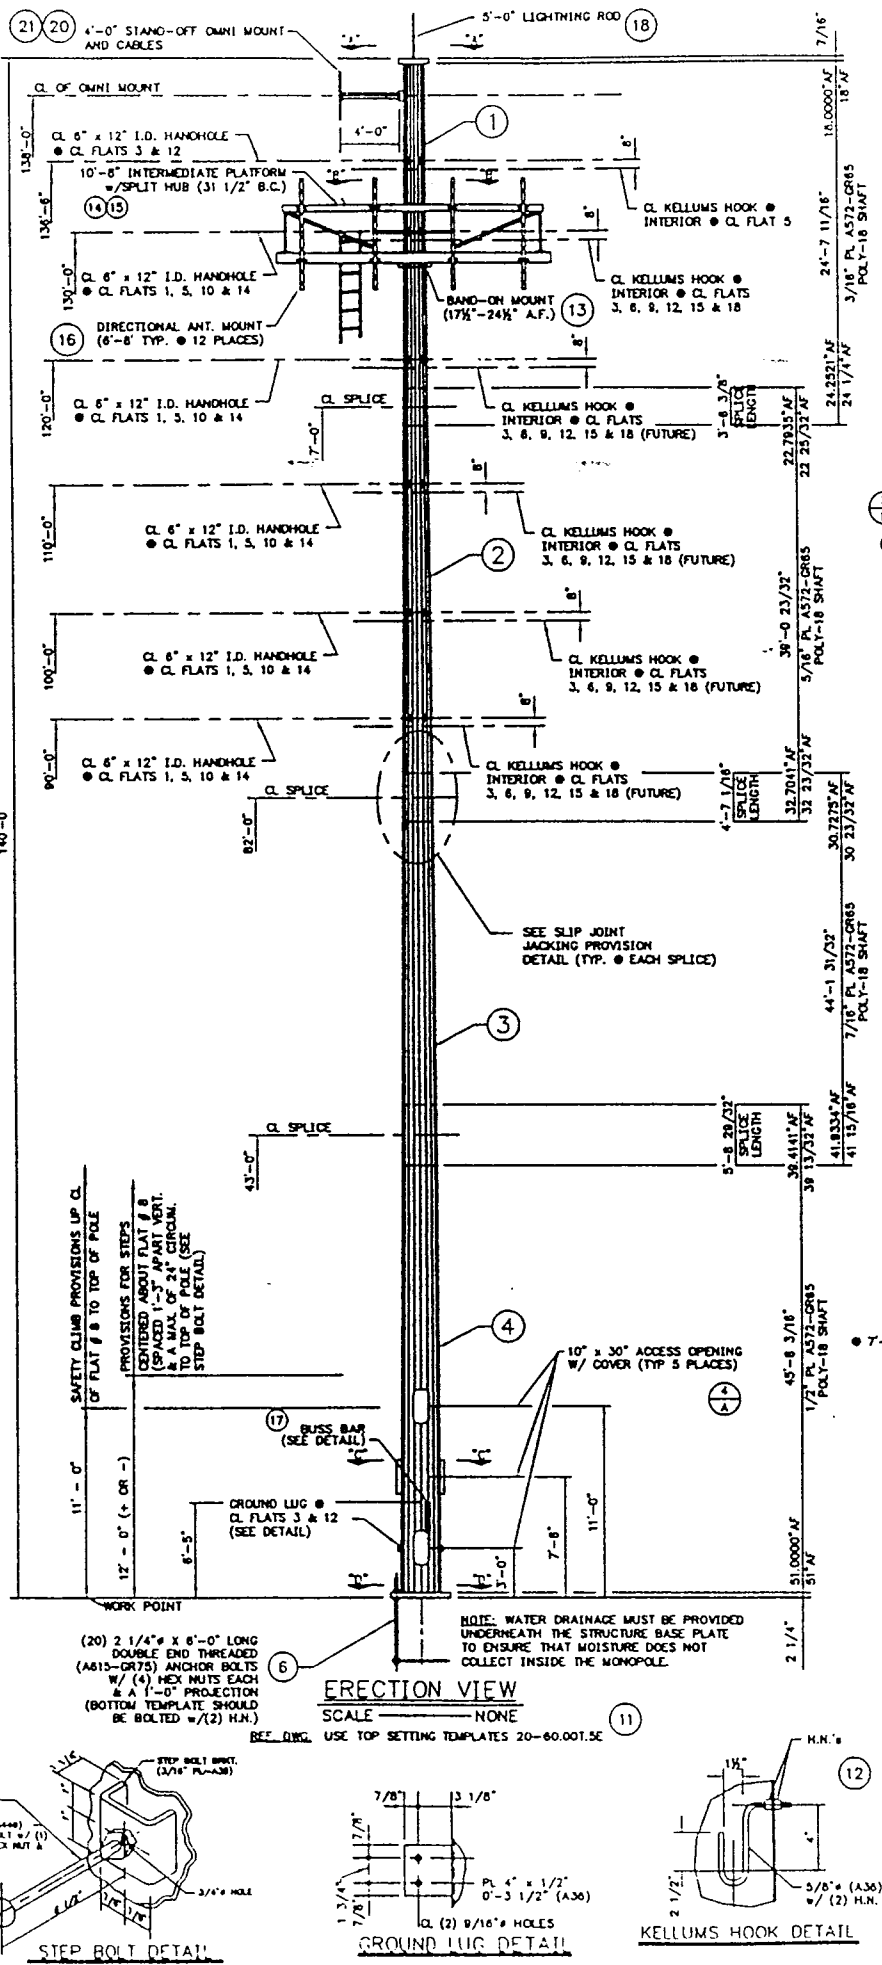 21 20
4'-0" STAND-OFF OMNI MOUNT
AND CABLES
5'-0" LIGHTNING ROD
18
7/16"
CL OF OMNI MOUNT
138'-0"
4'-0"
1
18.0000"AF
18"AF
CL 6" x 12" I.D. HANDHOLE
● CL FLATS 3 & 12
136'-6"
8"
10'-8" INTERMEDIATE PLATFORM
w/SPLIT HUB (31 1/2" B.C.)
14 15
CL KELLUMS HOOK ●
INTERIOR ● CL FLAT 5
24'-7 11/16"
3/16" PL A572-GR65
POLY-18 SHAFT
8"
130'-0"
CL 6" x 12" I.D. HANDHOLE
● CL FLATS 1, 5, 10 & 14
CL KELLUMS HOOK ●
INTERIOR ● CL FLATS
3, 6, 9, 12, 15 & 18
BAND-ON MOUNT
(17½"-24½" A.F.)
13
16
DIRECTIONAL ANT. MOUNT
(6'-8' TYP. ● 12 PLACES)
8"
120'-0"
CL 6" x 12" I.D. HANDHOLE
● CL FLATS 1, 5, 10 & 14
CL SPLICE
CL KELLUMS HOOK ●
INTERIOR ● CL FLATS
3, 6, 9, 12, 15 & 18 (FUTURE)
3'-6 3/8"
SPLICE
LENGTH
24.2521"AF
24 1/4"AF
22.7935"AF
22 25/32"AF
8"
110'-0"
CL 6" x 12" I.D. HANDHOLE
● CL FLATS 1, 5, 10 & 14
CL KELLUMS HOOK ●
INTERIOR ● CL FLATS
3, 6, 9, 12, 15 & 18 (FUTURE)
2
39'-0 23/32"
5/16" PL A572-GR65
POLY-18 SHAFT
8"
100'-0"
CL 6" x 12" I.D. HANDHOLE
● CL FLATS 1, 5, 10 & 14
CL KELLUMS HOOK ●
INTERIOR ● CL FLATS
3, 6, 9, 12, 15 & 18 (FUTURE)
8"
90'-0"
CL 6" x 12" I.D. HANDHOLE
● CL FLATS 1, 5, 10 & 14
CL KELLUMS HOOK ●
INTERIOR ● CL FLATS
3, 6, 9, 12, 15 & 18 (FUTURE)
CL SPLICE
82'-0"
4'-7 1/16"
SPLICE
LENGTH
32.7041"AF
32 23/32"AF
30.7275"AF
30 23/32"AF
140'-0
SEE SLIP JOINT
JACKING PROVISION
DETAIL (TYP. ● EACH SPLICE)
44'-1 31/32"
7/16" PL A572-GR65
POLY-18 SHAFT
3
CL SPLICE
43'-0"
5'-8 29/32"
SPLICE
LENGTH
41.9334"AF
41 15/16"AF
39.4141"AF
39 13/32"AF
SAFETY CLIMB PROVISIONS UP CL
OF FLAT # 8 TO TOP OF POLE
PROVISIONS FOR STEPS
CENTERED ABOUT FLAT # 8
(SPACED 1'-3" APART VERT.
& A MAX. OF 24" CIRCUM.
TO TOP OF POLE (SEE
STEP BOLT DETAIL)
4
45'-8 3/16"
1/2" PL A572-GR65
POLY-18 SHAFT
10" x 30" ACCESS OPENING
W/ COVER (TYP 5 PLACES)
4
A
17
BUSS BAR
(SEE DETAIL)
"C" "C"
GROUND LUG ●
CL FLATS 3 & 12
(SEE DETAIL)
11' - 0"
12' - 0" (+ OR -)
6'-5"
3'-0"
7'-6"
11'-0"
51.0000"AF
51"AF
"D" "D"
WORK POINT
(20) 2 1/4"ø X 6'-0" LONG
DOUBLE END THREADED
(A615-GR75) ANCHOR BOLTS
W/ (4) HEX NUTS EACH
& A 1'-0" PROJECTION
(BOTTOM TEMPLATE SHOULD
BE BOLTED w/(2) H.N.)
6
NOTE: WATER DRAINAGE MUST BE PROVIDED
UNDERNEATH THE STRUCTURE BASE PLATE
TO ENSURE THAT MOISTURE DOES NOT
COLLECT INSIDE THE MONOPOLE.
2 1/4"
ERECTION VIEW
SCALE NONE
REF. DWG. USE TOP SETTING TEMPLATES 20-60.00T.5E
11
STEP BOLT BRKT.
(3/16" PL-A36)
3/4"ø HOLE
6 1/2"
STEP BOLT DETAIL
7/8" 3 1/8"
7/8"
1 3/4"
7/8"
PL 4" x 1/2"
0'-3 1/2" (A36)
CL (2) 9/16"ø HOLES
GROUND LUG DETAIL
H.N.'s
12
1½"
4"
2 1/2"
5/8"ø (A36)
w/ (2) H.N.
KELLUMS HOOK DETAIL